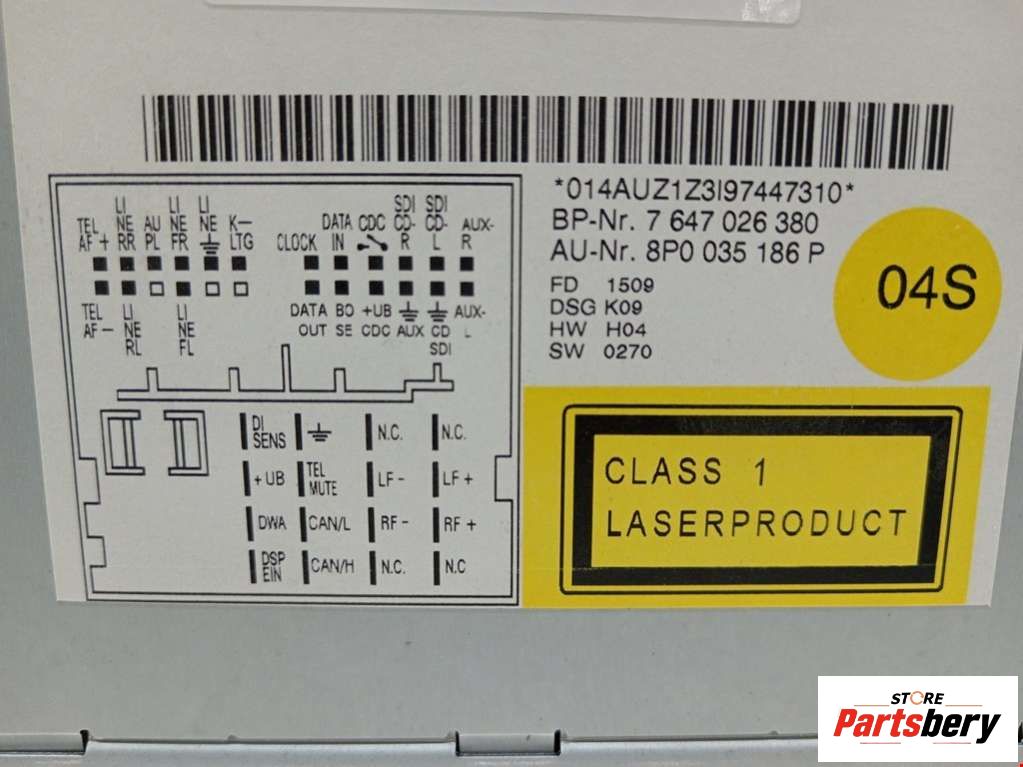 *014AUZ1Z3I97447310*
BP-Nr. 7 647 026 380
AU-Nr. 8P0 035 186 P
FD 1509
DSG K09
HW H04
SW 0270
04S
TEL AF+
LI NE RR
AU PL
LI NE FR
LI NE
K- LTG
CLOCK
DATA IN
CDC
SDI CD- R
SDI CD- L
AUX- R
TEL AF-
LI NE RL
LI NE FL
DATA OUT
BO SE
+UB CDC
AUX
CD SDI
AUX- L
DI SENS
N.C.
N.C.
+UB
TEL MUTE
LF -
LF +
DWA
CAN/L
RF -
RF +
DSP EIN
CAN/H
N.C.
N.C
CLASS 1
LASERPRODUCT
STORE
Partsbery